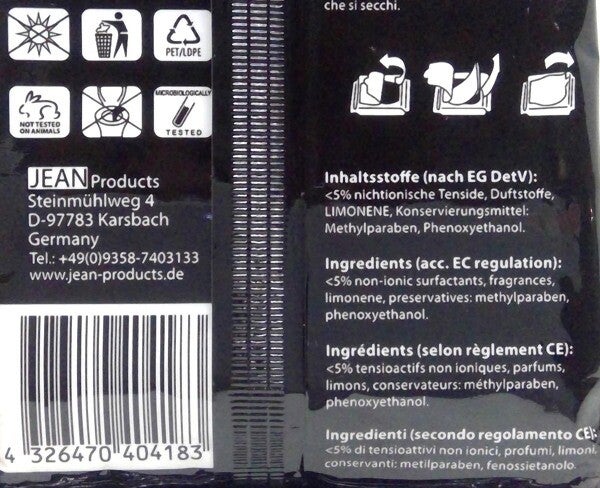 PET/LDPE
NOT TESTED
ON ANIMALS
MICROBIOLOGICALLY
TESTED
JEAN Products
Steinmühlweg 4
D-97783 Karsbach
Germany
Tel.: +49(0)9358-7403133
www.jean-products.de
4 326470 404183
che si secchi.
Inhaltsstoffe (nach EG DetV):
<5% nichtionische Tenside, Duftstoffe,
LIMONENE, Konservierungsmittel:
Methylparaben, Phenoxyethanol.
Ingredients (acc. EC regulation):
<5% non-ionic surfactants, fragrances,
limonene, preservatives: methylparaben,
phenoxyethanol.
Ingrédients (selon règlement CE):
<5% tensioactifs non ioniques, parfums,
limons, conservateurs: méthylparaben,
phenoxyethanol.
Ingredienti (secondo regolamento CE):
<5% di tensioattivi non ionici, profumi, limoni,
conservanti: metilparaben, fenossietanolo.